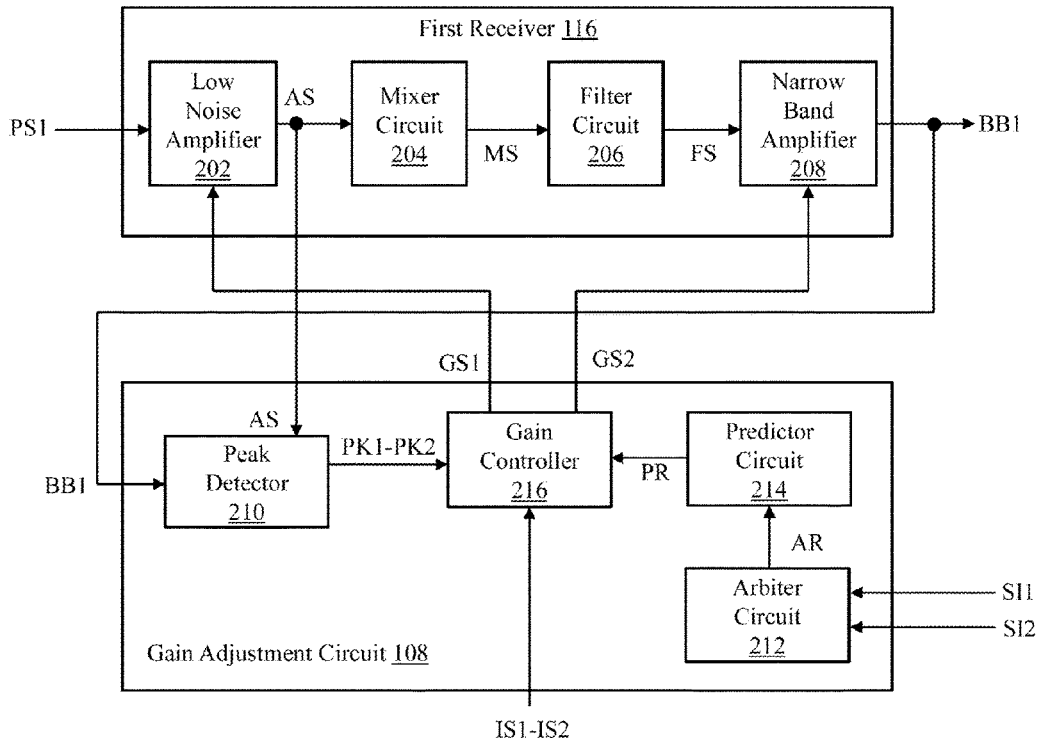 First Receiver 116
Low
Noise
Amplifier
202
AS
Mixer
Circuit
204
MS
Filter
Circuit
206
FS
Narrow
Band
Amplifier
208
PS1
BB1
GS1
GS2
AS
Peak
Detector
210
BB1
PK1-PK2
Gain
Controller
216
PR
Predictor
Circuit
214
AR
Arbiter
Circuit
212
SI1
SI2
Gain Adjustment Circuit 108
IS1-IS2